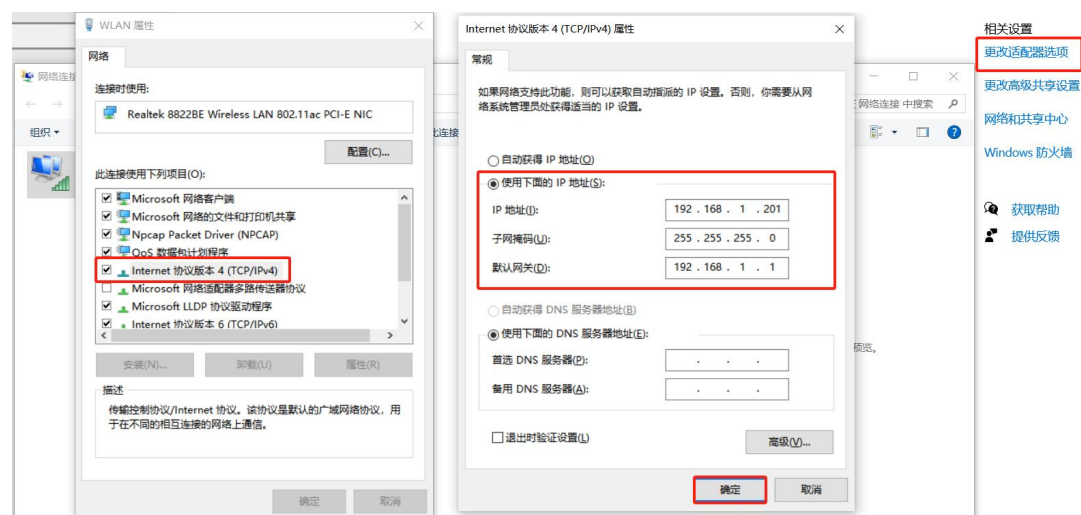 WLAN 属性
网络
连接时使用:
Realtek 8822BE Wireless LAN 802.11ac PCI-E NIC
配置(C)...
此连接使用下列项目(O):
Microsoft 网络客户端
Microsoft 网络的文件和打印机共享
Npcap Packet Driver (NPCAP)
QoS 数据包计划程序
Internet 协议版本 4 (TCP/IPv4)
Microsoft 网络适配器多路传送器协议
Microsoft LLDP 协议驱动程序
Internet 协议版本 6 (TCP/IPv6)
安装(N)...
卸载(U)
属性(R)
描述
传输控制协议/Internet 协议。该协议是默认的广域网络协议，用
于在不同的相互连接的网络上通信。
确定
取消
网络连接
组织
Internet 协议版本 4 (TCP/IPv4) 属性
常规
如果网络支持此功能，则可以获取自动指派的 IP 设置。否则，你需要从网
络系统管理员处获得适当的 IP 设置。
自动获得 IP 地址(O)
使用下面的 IP 地址(S):
IP 地址(I):
192 . 168 . 1 . 201
子网掩码(U):
255 . 255 . 255 . 0
默认网关(D):
192 . 168 . 1 . 1
自动获得 DNS 服务器地址(B)
使用下面的 DNS 服务器地址(E):
首选 DNS 服务器(P):
. . .
备用 DNS 服务器(A):
. . .
退出时验证设置(L)
高级(V)...
确定
取消
网络连接 中搜索
预览。
相关设置
更改适配器选项
更改高级共享设置
网络和共享中心
Windows 防火墙
获取帮助
提供反馈